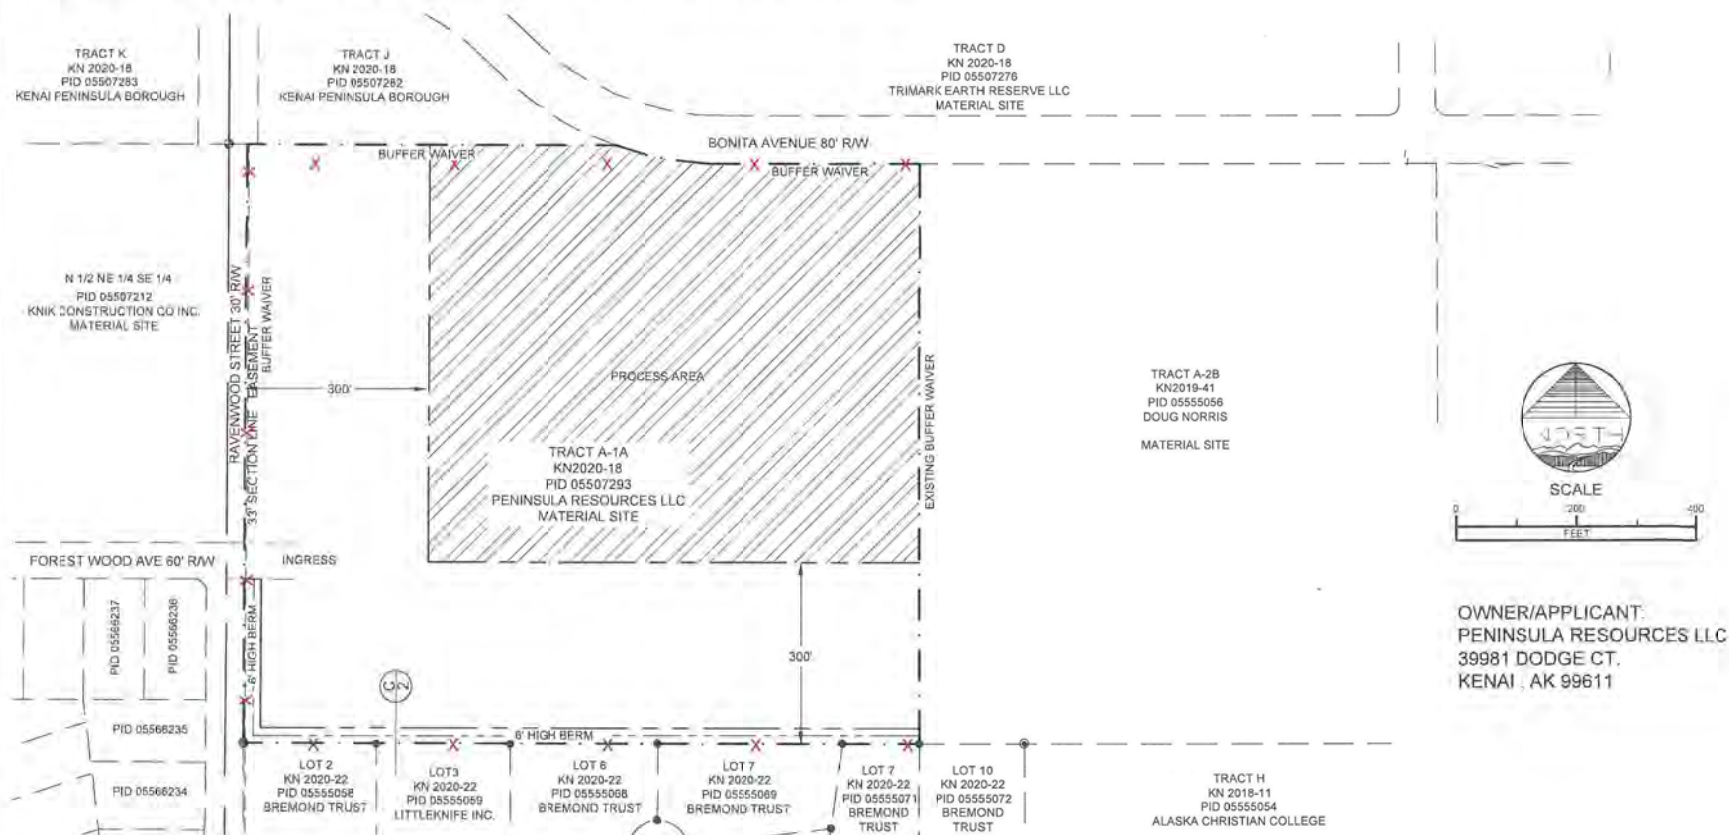 TRACT K
KN 2020-18
PID 05507283
KENAI PENINSULA BOROUGH
TRACT J
KN 2020-18
PID 05507262
KENAI PENINSULA BOROUGH
TRACT D
KN 2020-18
PID 05507276
TRIMARK EARTH RESERVE LLC
MATERIAL SITE
BONITA AVENUE 80' R/W
BUFFER WAIVER
BUFFER WAIVER
N 1/2 NE 1/4 SE 1/4
PID 05507212
KNIK CONSTRUCTION CO INC.
MATERIAL SITE
RAVENWOOD STREET 30' R/W
33' SECTION LINE EASEMENT
BUFFER WAIVER
300'
PROCESS AREA
TRACT A-1A
KN2020-18
PID 05507293
PENINSULA RESOURCES LLC
MATERIAL SITE
EXISTING BUFFER WAIVER
TRACT A-2B
KN2019-41
PID 05555056
DOUG NORRIS
MATERIAL SITE
NORTH
SCALE
0 200 400
FEET
FOREST WOOD AVE 60' R/W
INGRESS
PID 05566237
PID 05566236
6' HIGH BERM
C
2
300'
OWNER/APPLICANT:
PENINSULA RESOURCES LLC
39981 DODGE CT.
KENAI, AK 99611
PID 05566235
PID 05566234
6' HIGH BERM
LOT 2
KN 2020-22
PID 05555058
BREMOND TRUST
LOT3
KN 2020-22
PID 05555059
LITTLEKNIFE INC.
LOT 6
KN 2020-22
PID 05555068
BREMOND TRUST
LOT 7
KN 2020-22
PID 05555069
BREMOND TRUST
LOT 7
KN 2020-22
PID 05555071
BREMOND
TRUST
LOT 10
KN 2020-22
PID 05555072
BREMOND
TRUST
TRACT H
KN 2018-11
PID 05555054
ALASKA CHRISTIAN COLLEGE